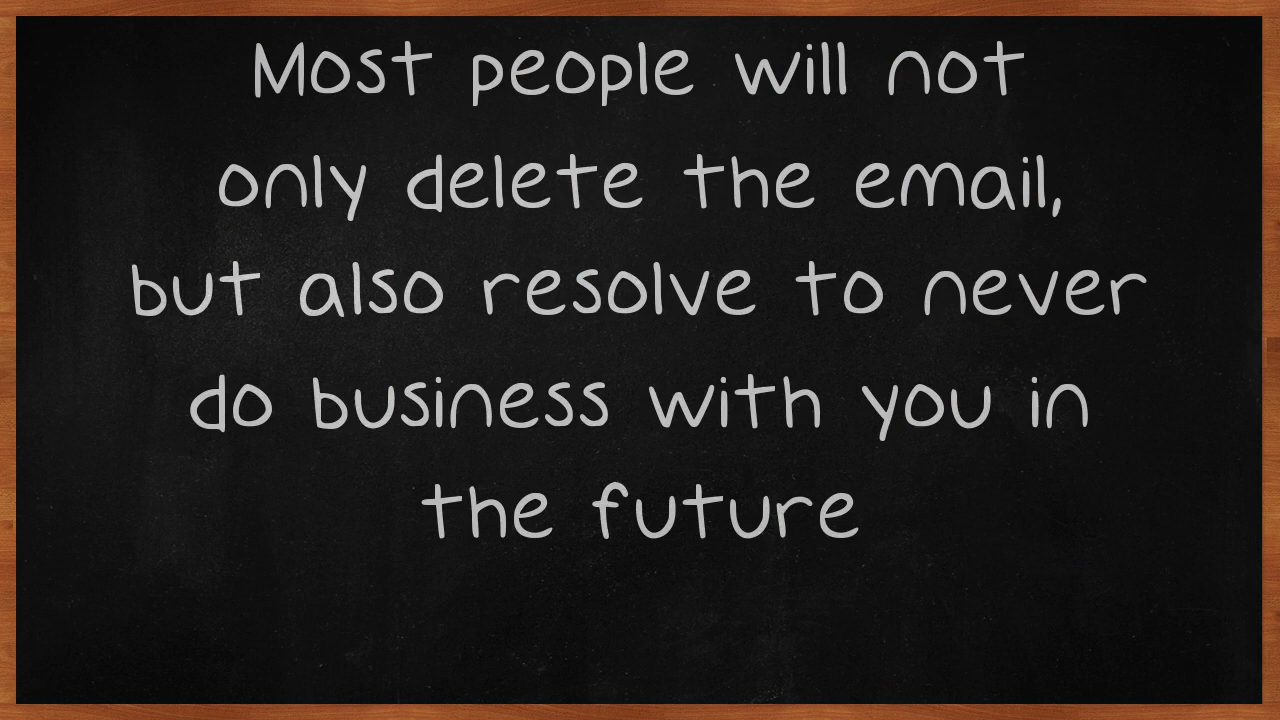 Most people will not
only delete the email,
but also resolve to never
do business with you in
the future